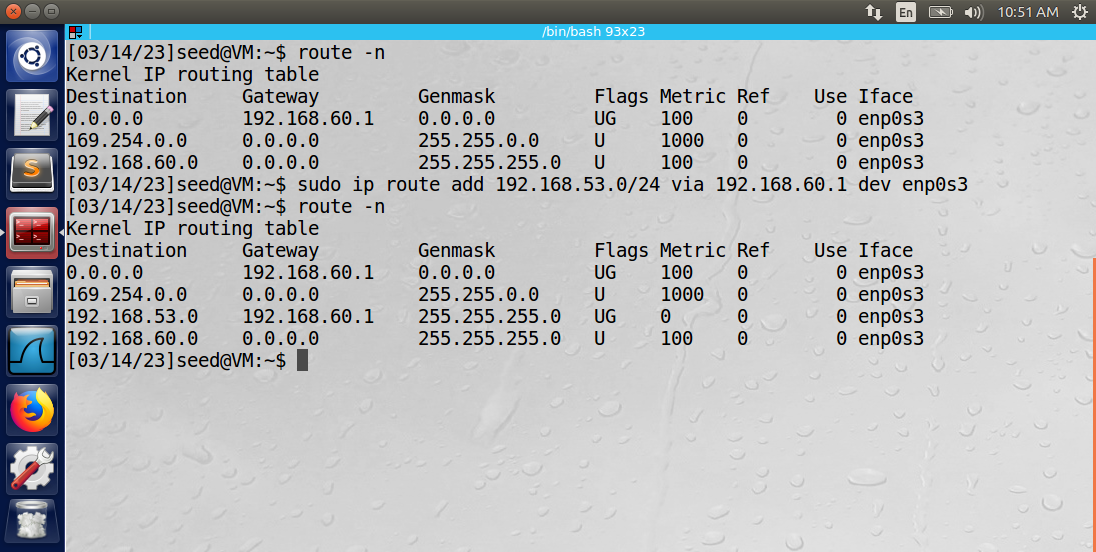 En 10:51 AM
/bin/bash 93x23
[03/14/23]seed@VM:~$ route -n
Kernel IP routing table
Destination     Gateway         Genmask         Flags Metric Ref    Use Iface
0.0.0.0         192.168.60.1    0.0.0.0         UG    100    0        0 enp0s3
169.254.0.0     0.0.0.0         255.255.0.0     U     1000   0        0 enp0s3
192.168.60.0    0.0.0.0         255.255.255.0   U     100    0        0 enp0s3
[03/14/23]seed@VM:~$ sudo ip route add 192.168.53.0/24 via 192.168.60.1 dev enp0s3
[03/14/23]seed@VM:~$ route -n
Kernel IP routing table
Destination     Gateway         Genmask         Flags Metric Ref    Use Iface
0.0.0.0         192.168.60.1    0.0.0.0         UG    100    0        0 enp0s3
169.254.0.0     0.0.0.0         255.255.0.0     U     1000   0        0 enp0s3
192.168.53.0    192.168.60.1    255.255.255.0   UG    0      0        0 enp0s3
192.168.60.0    0.0.0.0         255.255.255.0   U     100    0        0 enp0s3
[03/14/23]seed@VM:~$